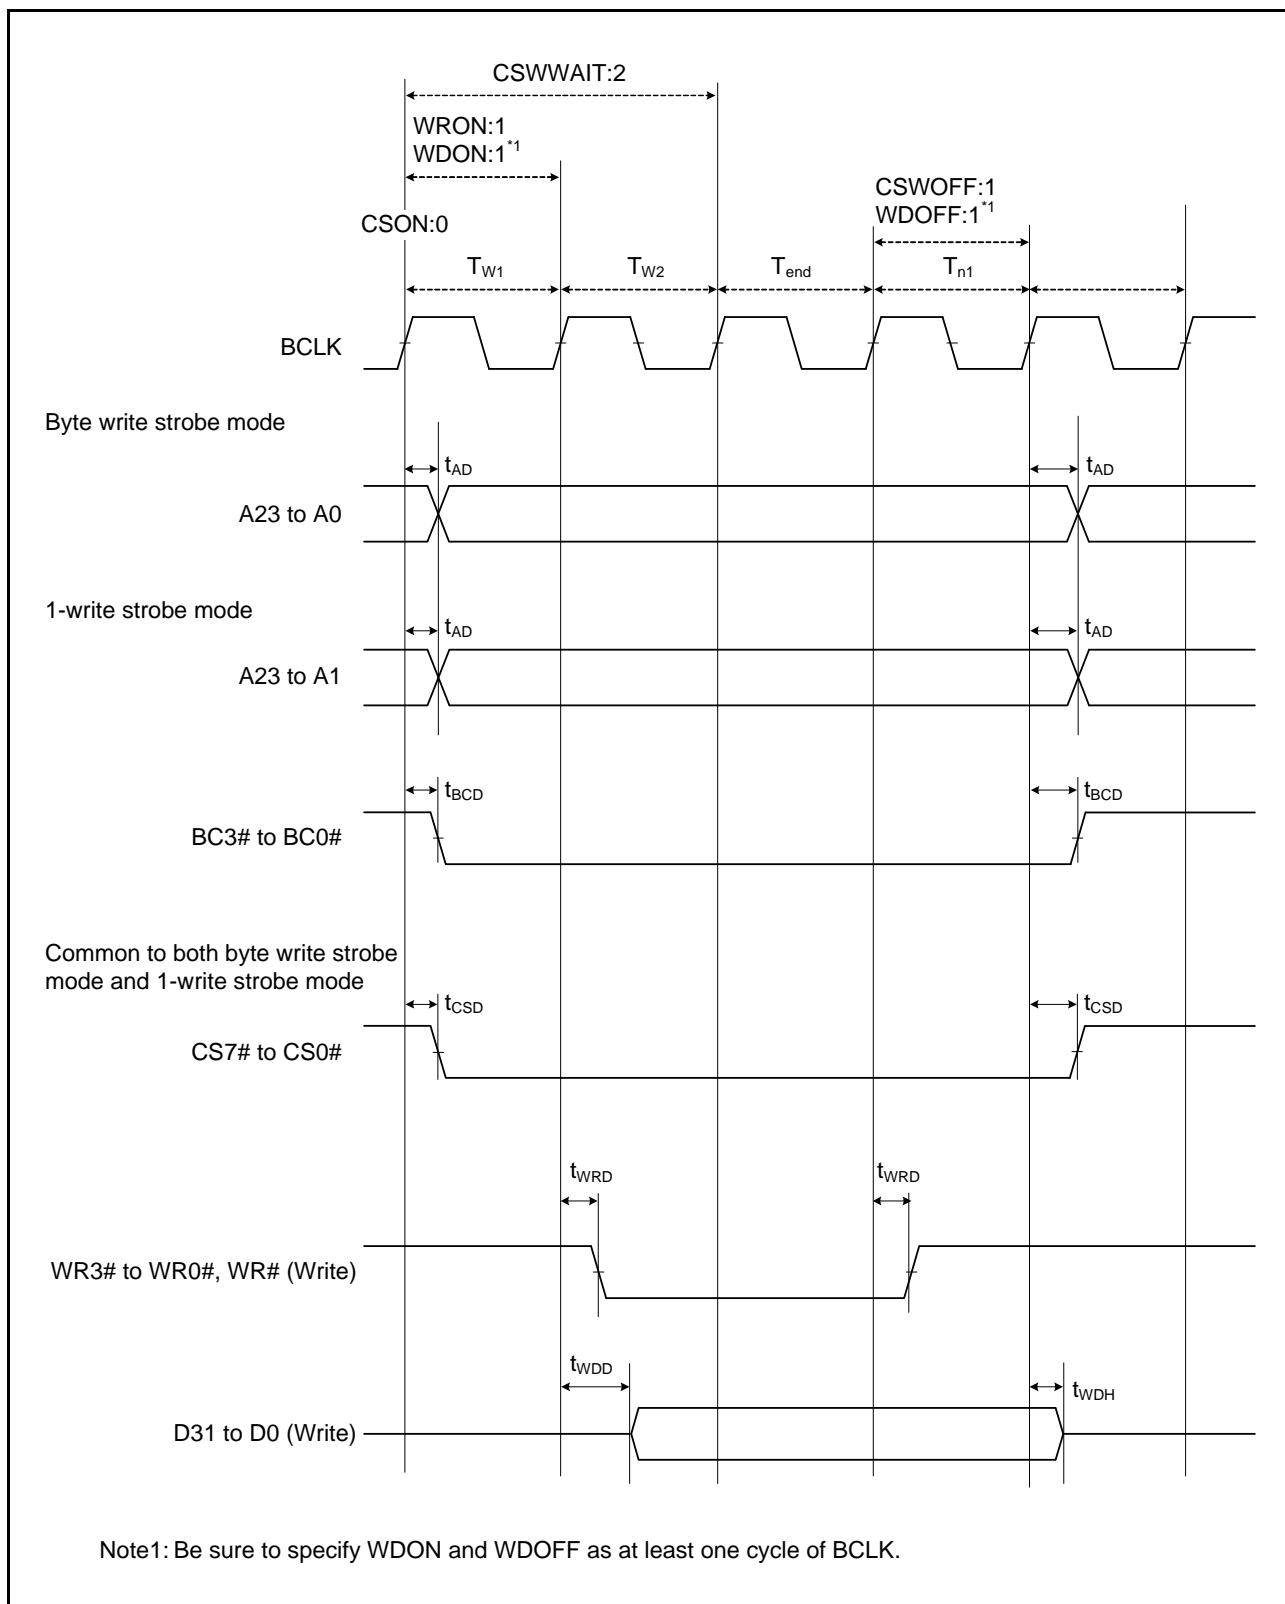 CSWWAIT:2
WRON:1
WDON:1*1
CSWOFF:1
WDOFF:1*1
CSON:0
TW1 TW2 Tend Tn1
BCLK
Byte write strobe mode
tAD tAD
A23 to A0
1-write strobe mode
tAD tAD
A23 to A1
tBCD tBCD
BC3# to BC0#
Common to both byte write strobe
mode and 1-write strobe mode
tCSD tCSD
CS7# to CS0#
tWRD tWRD
WR3# to WR0#, WR# (Write)
tWDD tWDH
D31 to D0 (Write)
Note1: Be sure to specify WDON and WDOFF as at least one cycle of BCLK.